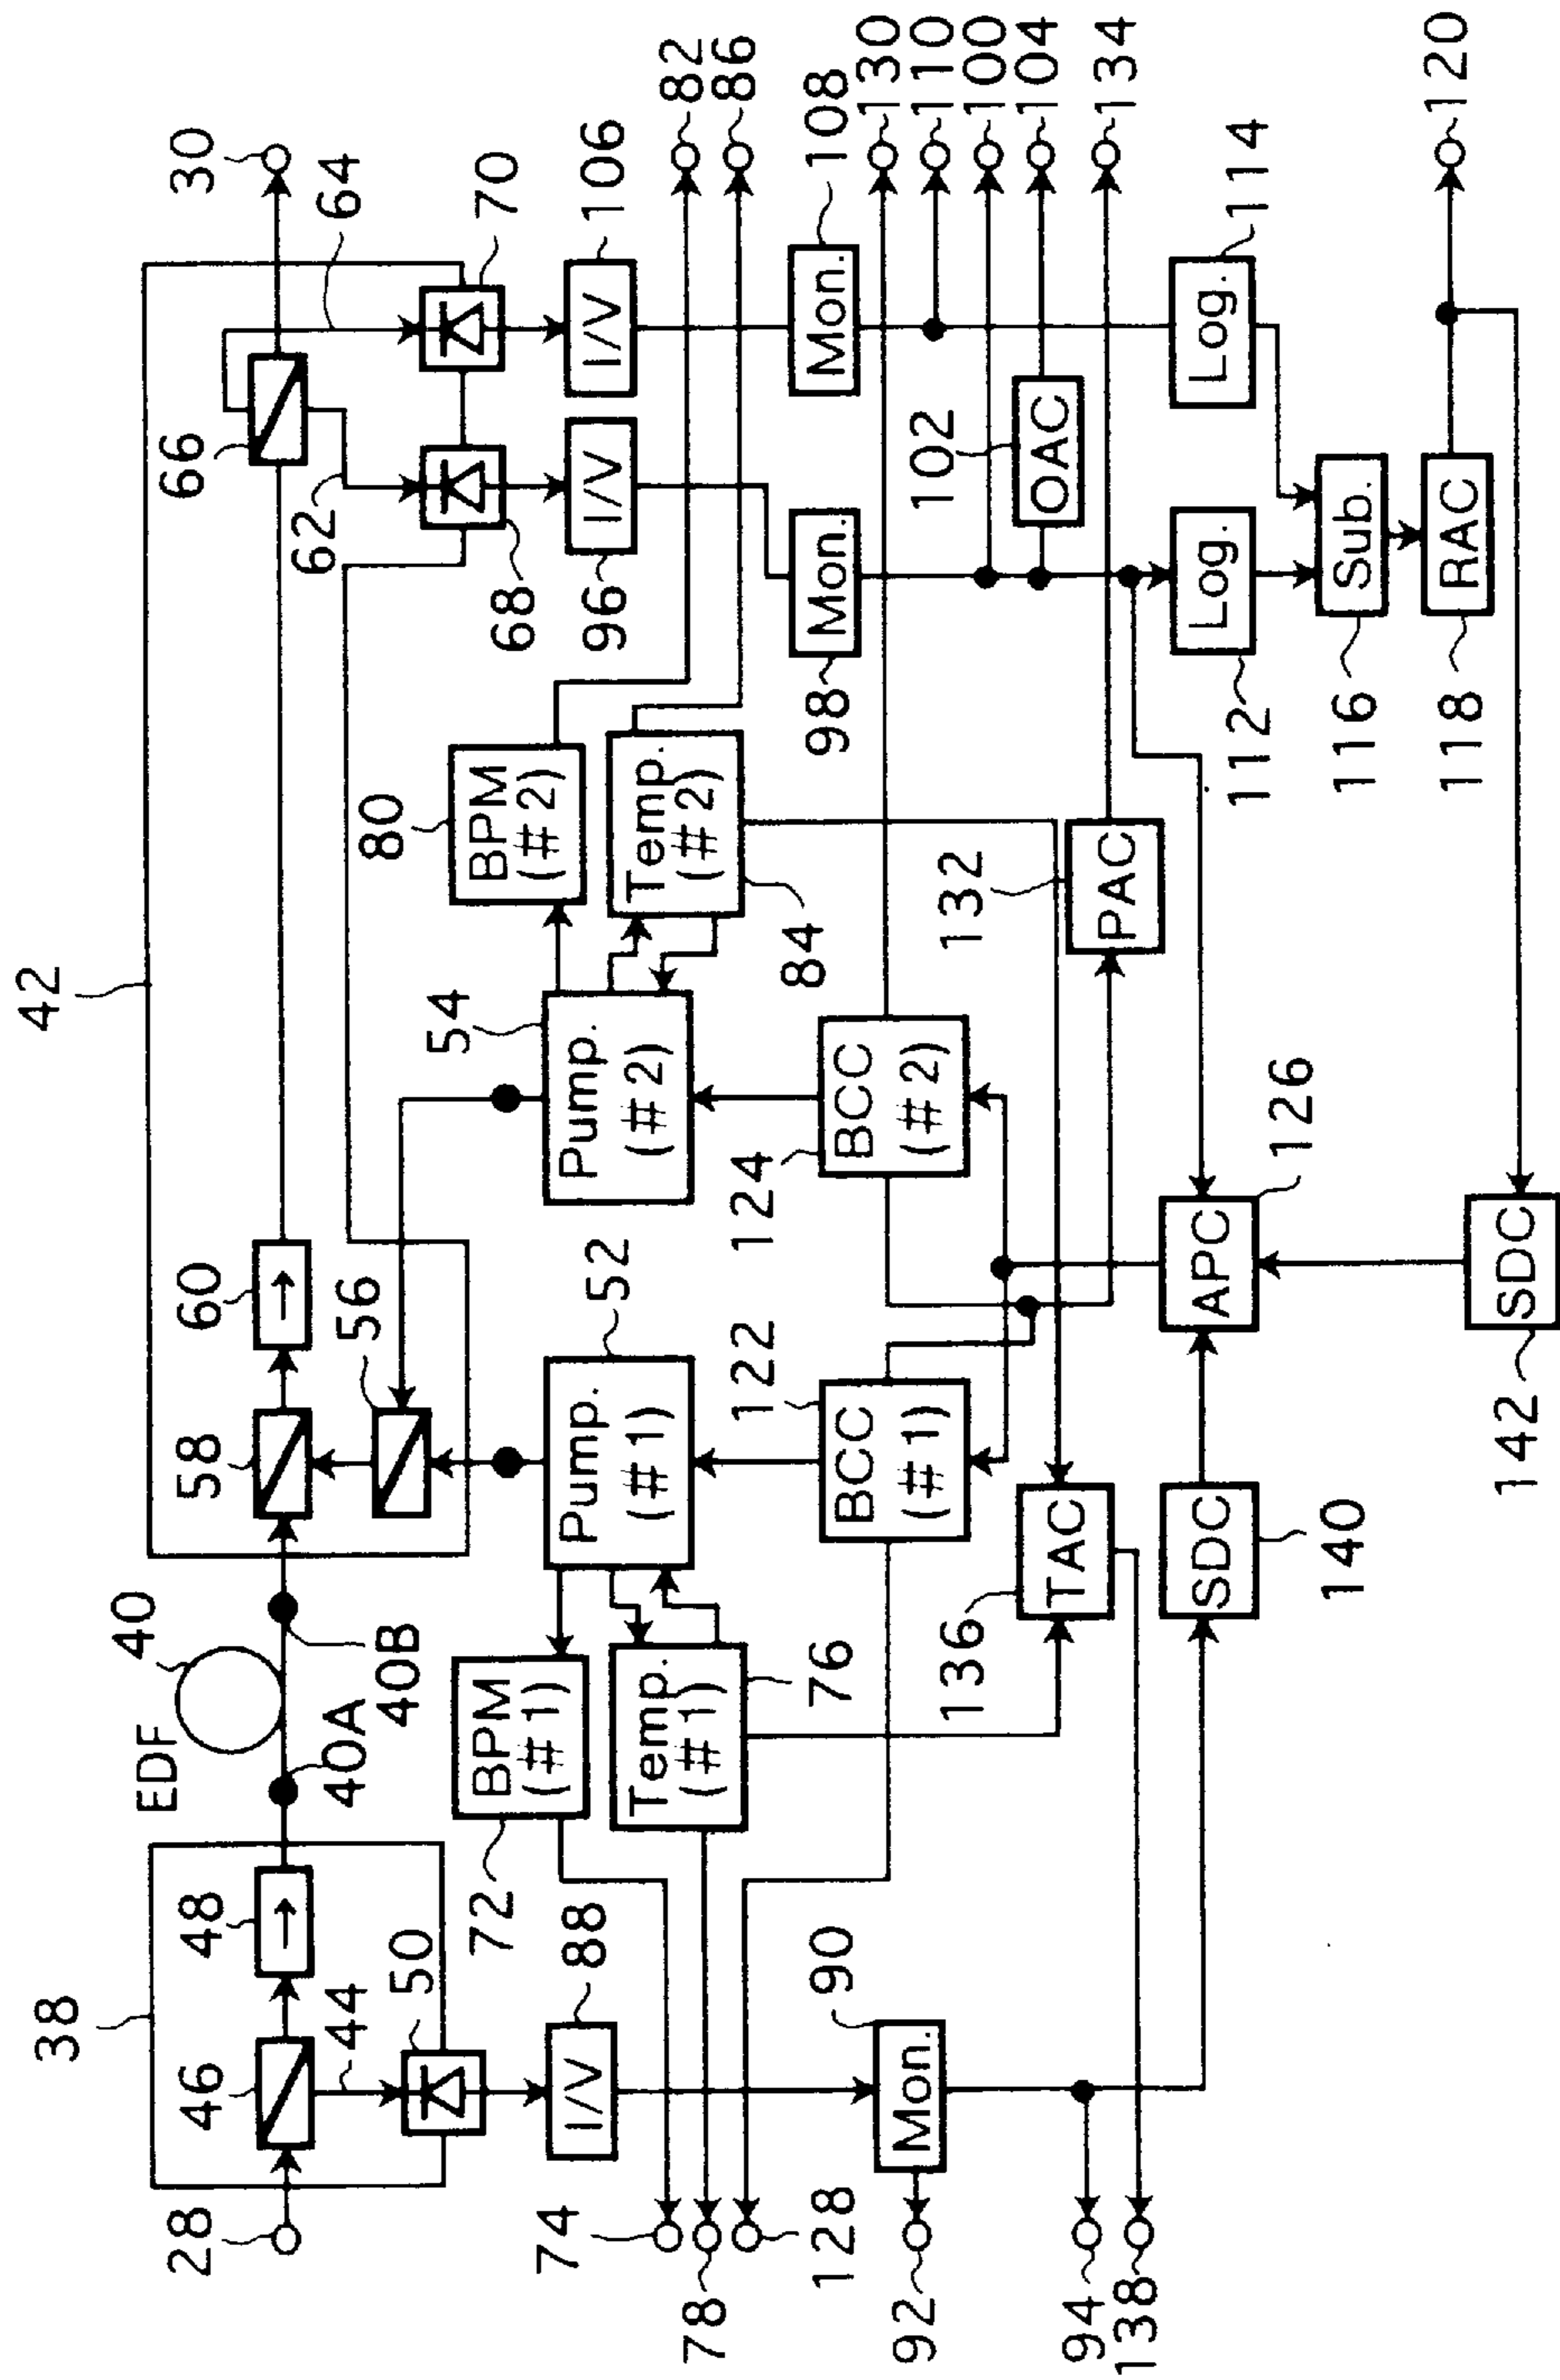 42
38
46
48
44
50
28
EDF
40
40A
40B
58
60
56
66
30
64
62
70
68
BPM
(#1)
72
Temp.
(#1)
76
Pump.
(#1)
52
Pump.
(#2)
54
BPM
(#2)
80
Temp.
(#2)
84
I/V
88
I/V
96
I/V
106
82
86
74
78
128
Mon.
90
92
BCC
(#1)
122
BCC
(#2)
124
Mon.
98
Mon.
108
130
110
100
104
134
OAC
102
PAC
132
TAC
136
94
138
SDC
140
APC
126
Log.
112
Log.
114
Sub.
116
RAC
118
120
SDC
142